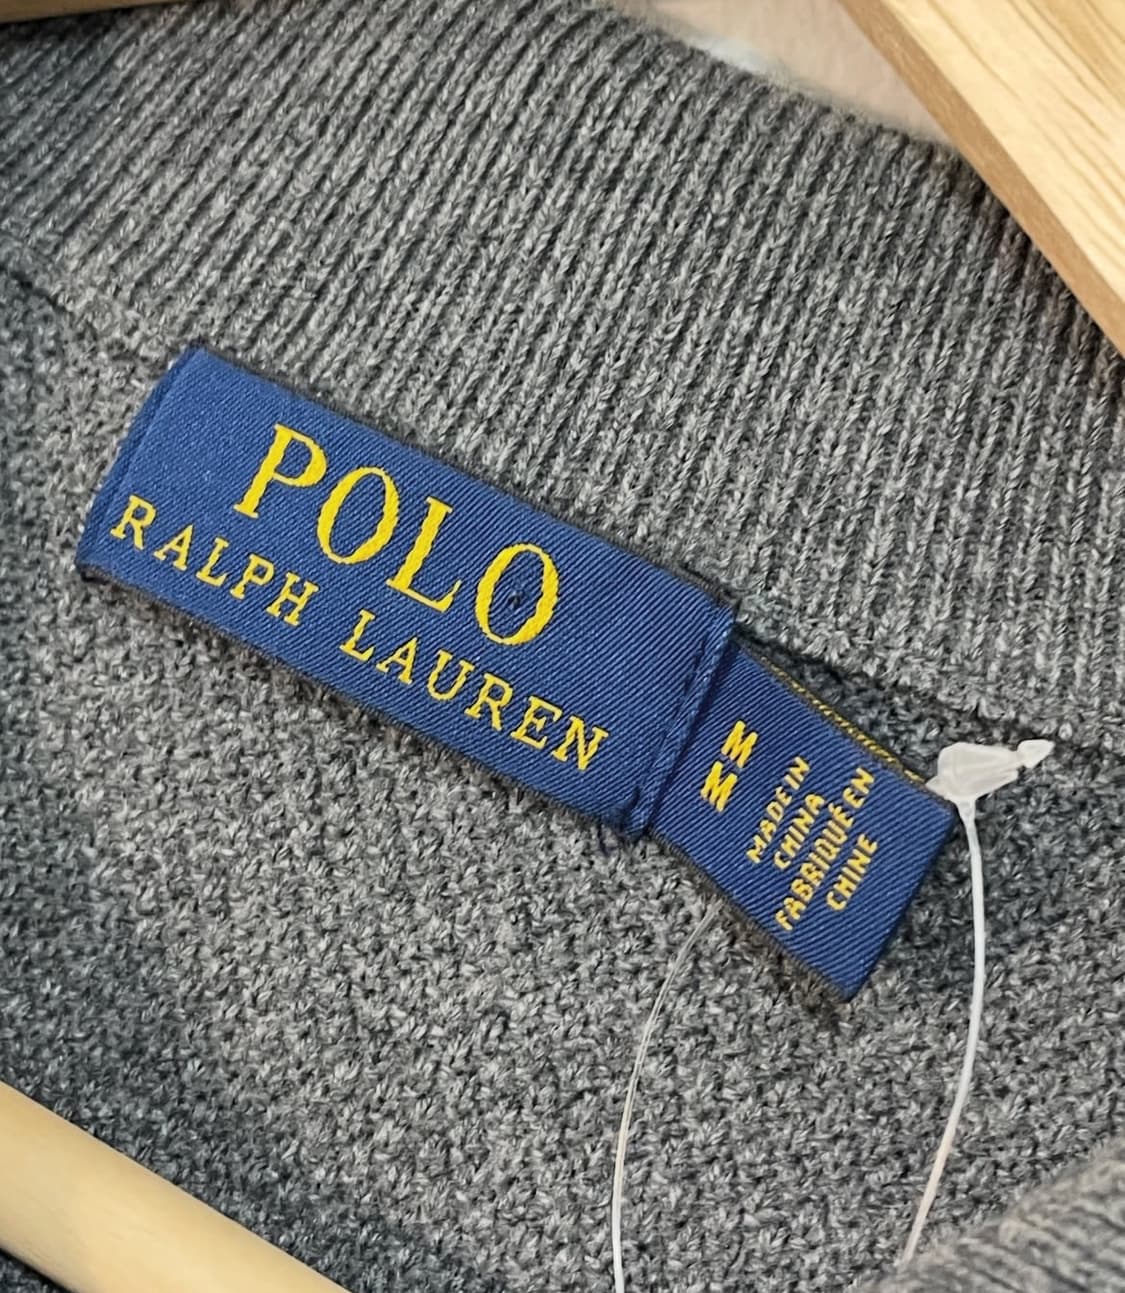 POLO
RALPH LAUREN
M
M
MADE IN
CHINA
FABRIQUÉ EN
CHINE